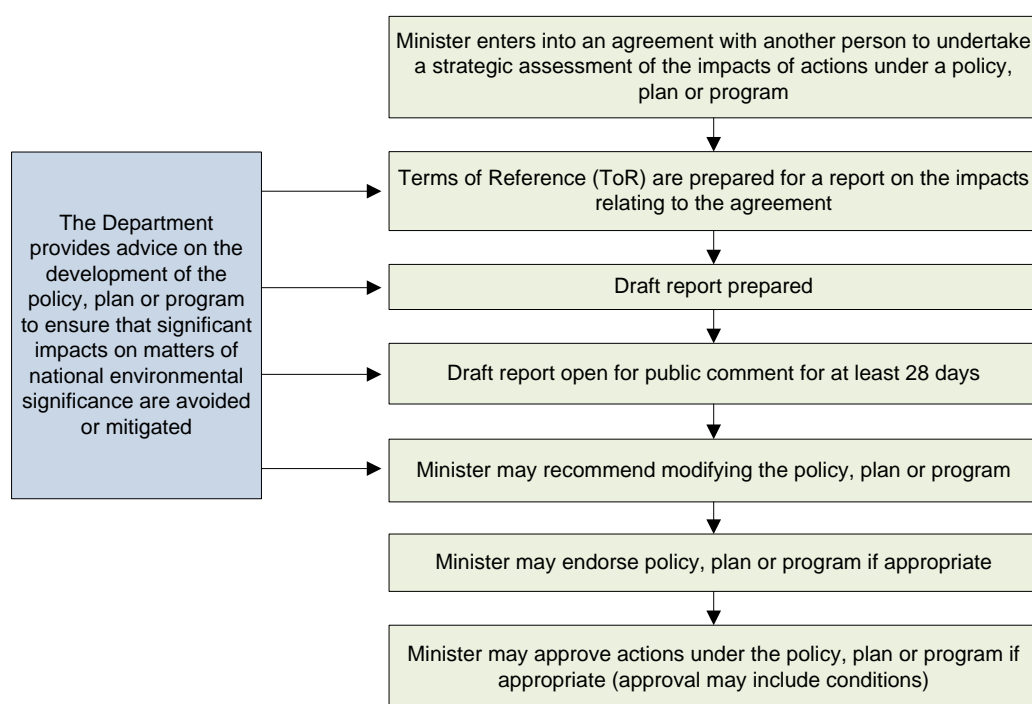 Minister enters into an agreement with another person to undertake
a strategic assessment of the impacts of actions under a policy,
plan or program
The Department
provides advice on the
development of the
policy, plan or program
to ensure that significant
impacts on matters of
national environmental
significance are avoided
or mitigated
Terms of Reference (ToR) are prepared for a report on the impacts
relating to the agreement
Draft report prepared
Draft report open for public comment for at least 28 days
Minister may recommend modifying the policy, plan or program
Minister may endorse policy, plan or program if appropriate
Minister may approve actions under the policy, plan or program if
appropriate (approval may include conditions)